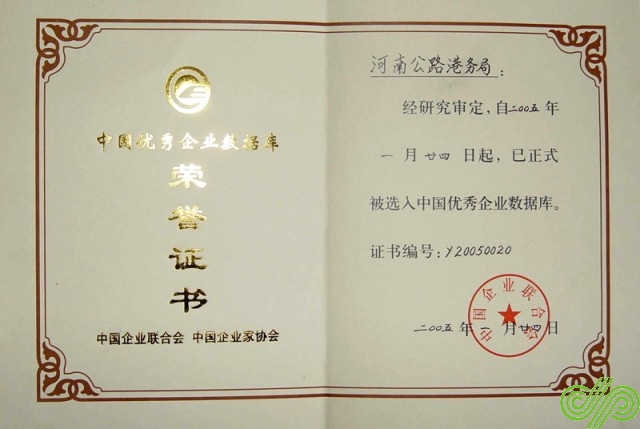 中国优秀企业数据库
荣
誉
证
书
中国企业联合会 中国企业家协会
河南公路港务局：
经研究审定，自二〇〇五年
一月廿四日起，已正式
被选入中国优秀企业数据库。
证书编号：Y20050020
中国企业联合会
二〇〇五年一月廿四日